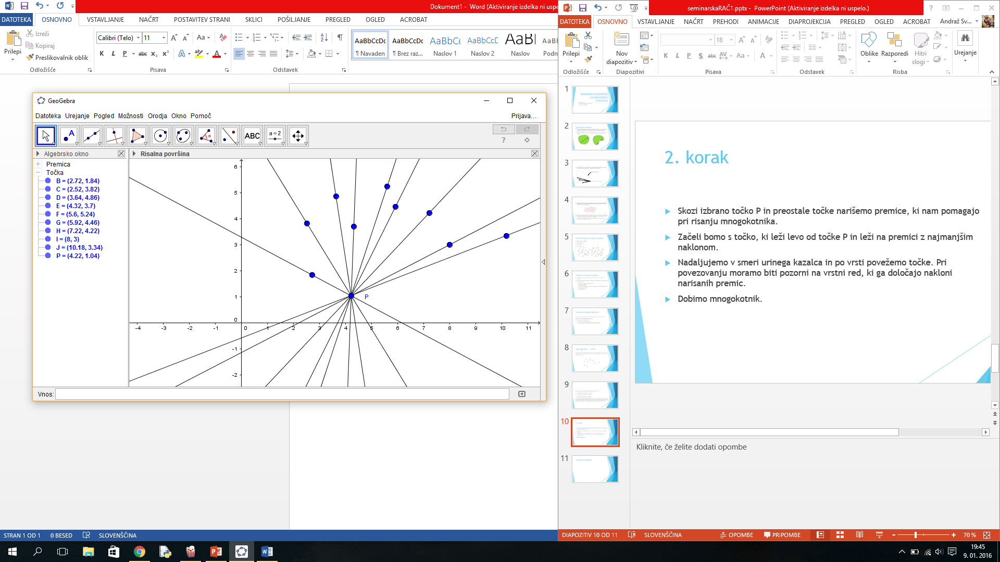 Dokument1 - Word (Aktiviranje izdelka ni uspe
DATOTEKA OSNOVNO VSTAVLJANJE NAČRT POSTAVITEV STRANI SKLICI POŠILJANJE PREGLED OGLED ACROBAT
Prilepi
Izreži
Kopiraj
Preslikovalnik oblik
Odložišče
Calibri (Telo) 11
Aa
K L P abc x₂ x²
Pisava
Odstavek
AaBbCcDc AaBbCcDc AaBbCc AaBbCcD AaBl AaBbCc
¶ Navaden ¶ Brez raz... Naslov 1 Naslov 2 Naslov Podn
GeoGebra
Datoteka Urejanje Pogled Možnosti Orodja Okno Pomoč
Prijava...
A ABC a=2
Algebrsko okno
Risalna površina
Premica
Točka
B = (2.72, 1.84)
C = (2.52, 3.82)
D = (3.64, 4.86)
E = (4.32, 3.7)
F = (5.6, 5.24)
G = (5.92, 4.46)
H = (7.22, 4.22)
I = (8, 3)
J = (10.18, 3.34)
P = (4.22, 1.04)
6
5
4
3
2
1
0
-1
-2
-4 -3 -2 -1 0 1 2 3 4 5 6 7 8 9 10 11
P
Vnos:
STRAN 1 OD 1 0 BESED SLOVENŠČINA
seminarskaRAČ1.pptx - PowerPoint (Aktiviranje izdelka ni uspelo.)
DATOTEKA OSNOVNO VSTAVLJANJE NAČRT PREHODI ANIMACIJE DIAPROJEKCIJA PREGLED OGLED ACROBAT Andraž Sv...
Prilepi
Odložišče
Nov
diapozitiv
Diapozitivi
18
K L P S abc AV Aa A
Pisava
Odstavek
Oblike Razporedi Hitri
slogi
Risba
Urejanje
1
GRAHAMOV ALGORITEM
ZA KONVEKSNO
OVOJNICO
2
3
4
5
6
7
8
9
10
11
2. korak
Skozi izbrano točko P in preostale točke narišemo premice, ki nam pomagajo
pri risanju mnogokotnika.
Začeli bomo s točko, ki leži levo od točke P in leži na premici z najmanjšim
naklonom.
Nadaljujemo v smeri urinega kazalca in po vrsti povežemo točke. Pri
povezovanju moramo biti pozorni na vrstni red, ki ga določajo nakloni
narisanih premic.
Dobimo mnogokotnik.
Kliknite, če želite dodati opombe
DIAPOZITIV 10 OD 11 SLOVENŠČINA OPOMBE PRIPOMBE 70 %
19:45
9. 01. 2016